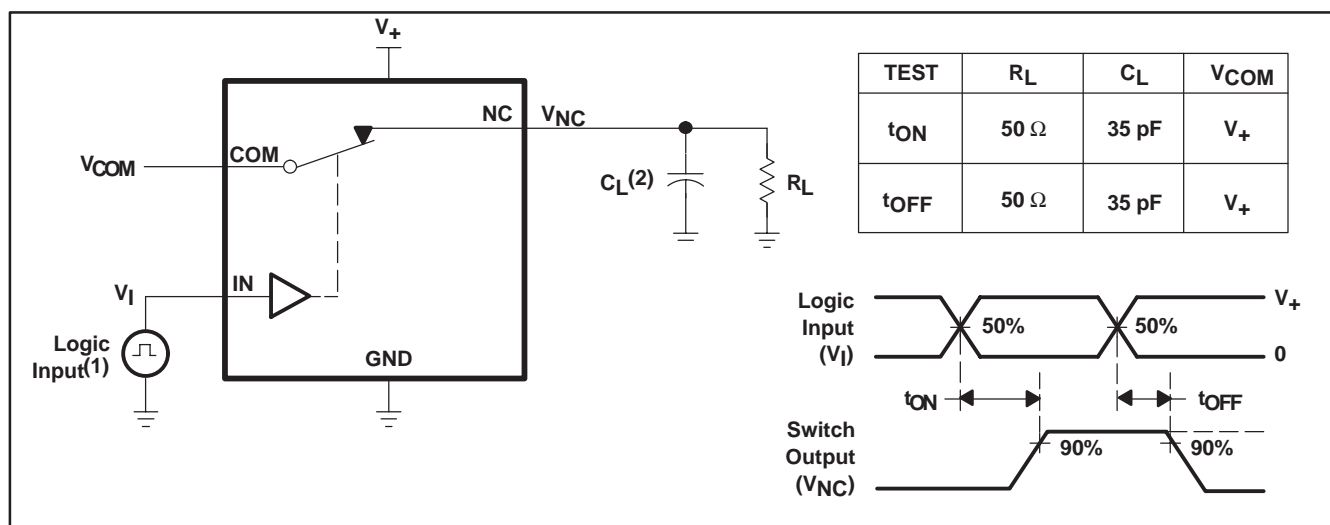 V+
NC
VNC
COM
VCOM
CL(2)
RL
IN
VI
Logic
Input(1)
GND
TEST RL CL VCOM
tON 50 Ω 35 pF V+
tOFF 50 Ω 35 pF V+
Logic
Input
(VI)
50%
50%
V+
0
tON
tOFF
Switch
Output
(VNC)
90%
90%